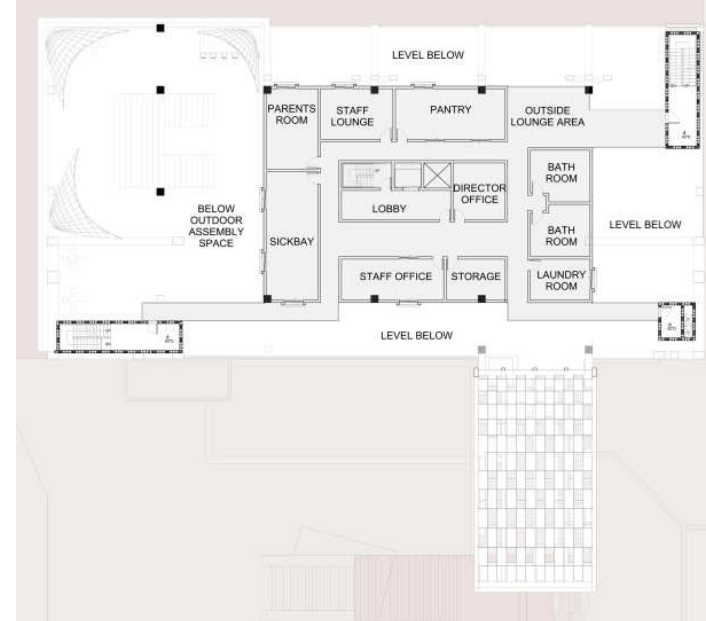 LEVEL BELOW
PARENTS
ROOM
STAFF
LOUNGE
PANTRY
OUTSIDE
LOUNGE AREA
BATH
ROOM
DIRECTOR
OFFICE
LOBBY
BELOW
OUTDOOR
ASSEMBLY
SPACE
SICKBAY
BATH
ROOM
LEVEL BELOW
STAFF OFFICE
STORAGE
LAUNDRY
ROOM
LEVEL BELOW